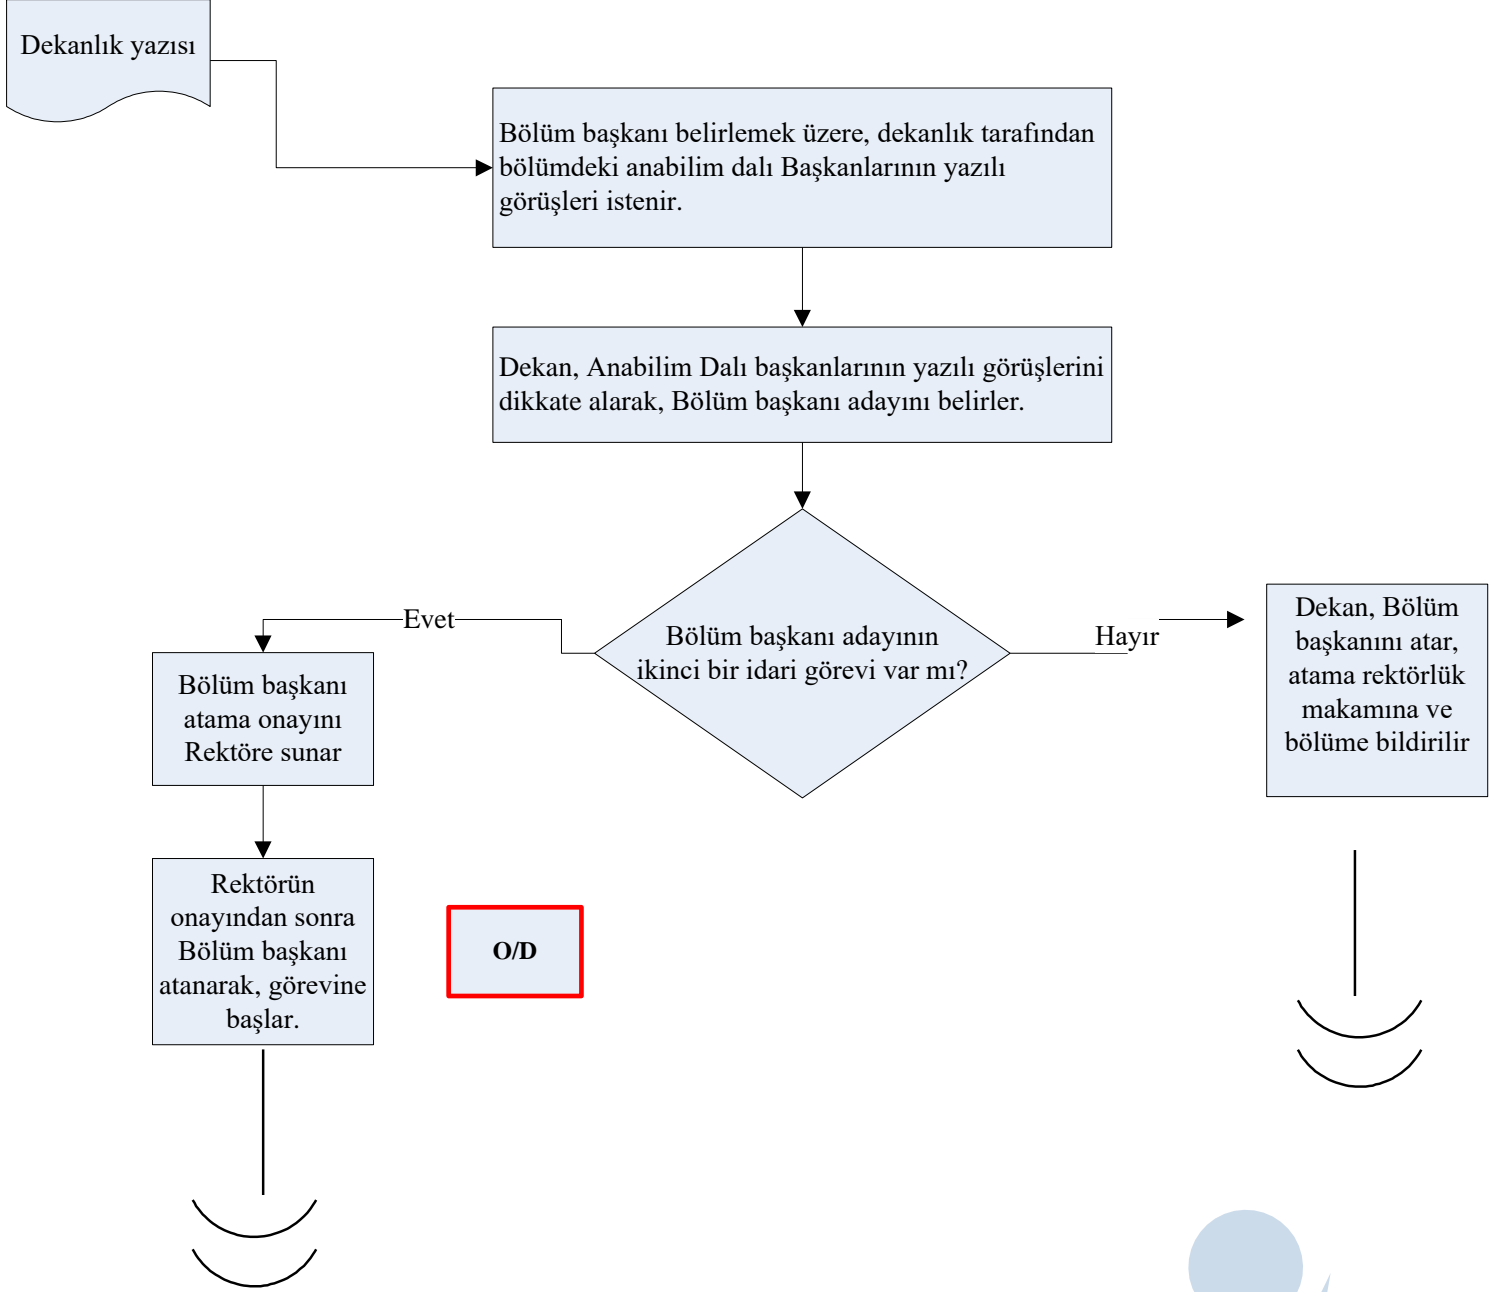 Dekanlık yazısı
Bölüm başkanı belirlemek üzere, dekanlık tarafından
bölümdeki anabilim dalı Başkanlarının yazılı
görüşleri istenir.
Dekan, Anabilim Dalı başkanlarının yazılı görüşlerini
dikkate alarak, Bölüm başkanı adayını belirler.
Bölüm başkanı adayının
ikinci bir idari görevi var mı?
Evet
Hayır
Bölüm başkanı
atama onayını
Rektöre sunar
Dekan, Bölüm
başkanını atar,
atama rektörlük
makamına ve
bölüme bildirilir
Rektörün
onayından sonra
Bölüm başkanı
atanarak, görevine
başlar.
O/D